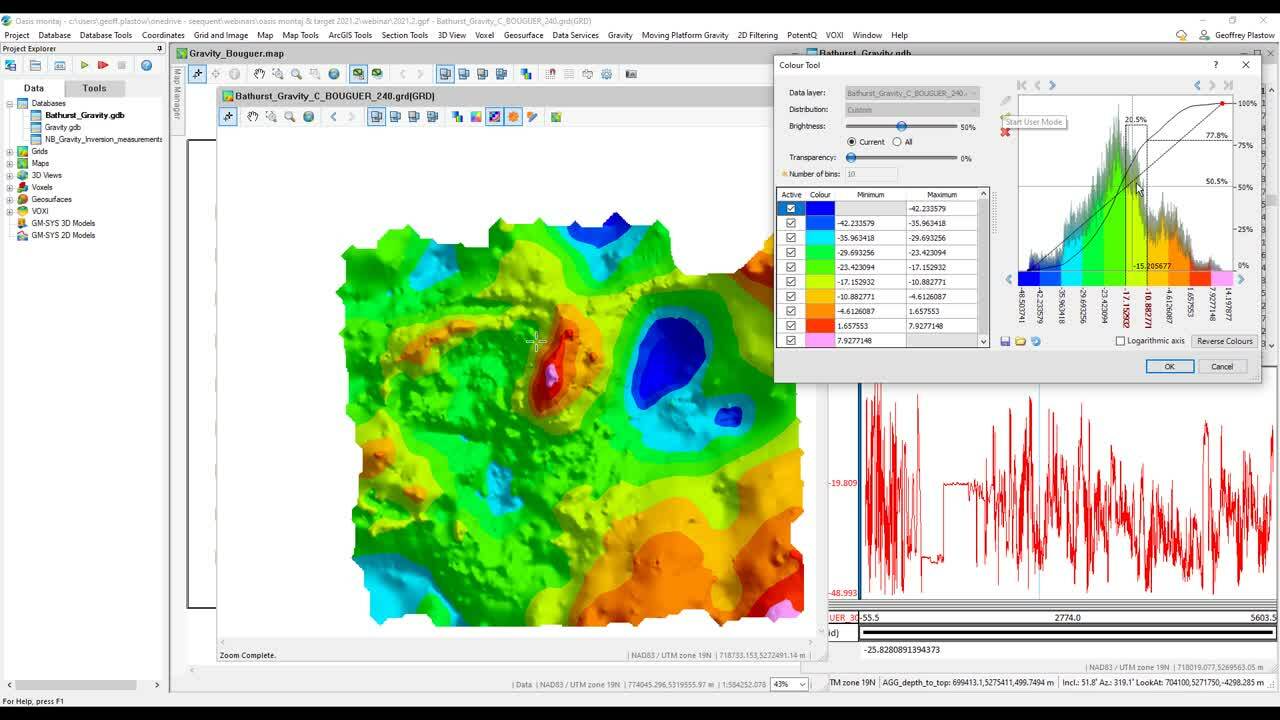 Oasis montaj - c:\users\geoff.plastow\onedrive - seequent\webinars\oasis montaj & target 2021.2\webinar\2021.2.gpf - Bathurst_Gravity_C_BOUGUER_240.grd(GRD)
Project Database Database Tools Coordinates Grid and Image Map Map Tools ArcGIS Tools Section Tools 3D View Voxel Geosurface Data Services Gravity Moving Platform Gravity 2D Filtering PotentQ VOXI Window Help Geoffrey Plastow
Project Explorer
Data Tools
Databases
Bathurst_Gravity.gdb
Gravity.gdb
NB_Gravity_Inversion_measurements
Grids
Maps
3D Views
Voxels
Geosurfaces
VOXI
GM-SYS 3D Models
GM-SYS 2D Models
Gravity_Bouguer.map
Map Manager
Bathurst_Gravity_C_BOUGUER_240.grd(GRD)
Bathurst_Gravity.gdb
Colour Tool
Data layer: Bathurst_Gravity_C_BOUGUER_240...
Distribution: Custom
Brightness: 50%
Current All
Transparency: 0%
Number of bins: 10
Active Colour Minimum Maximum
-42.233579
-42.233579 -35.963418
-35.963418 -29.693256
-29.693256 -23.423094
-23.423094 -17.152932
-17.152932 -10.882771
-10.882771 -4.6126087
-4.6126087 1.657553
1.657553 7.9277148
7.9277148
Start User Mode
20.5%
77.8%
50.5%
-15.205677
100%
75%
50%
25%
0%
-48.503741
-42.233579
-35.963418
-29.693256
-23.423094
-17.152932
-10.882771
-4.6126087
1.657553
7.9277148
14.197877
Logarithmic axis Reverse Colours
OK Cancel
-19.809
-48.993
-55.5 2774.0 5603.5
-25.8280891394373
Zoom Complete.
NAD83 / UTM zone 19N 718733.153,5272491.14 m
NAD83 / UTM zone 19N 718019.077,5269563.05 m
Data NAD83 / UTM zone 19N 774045.296,5319555.97 m 1:584252.078 43%
TM zone 19N AGG_depth_to_top: 699413.1,5275411,499.7494 m Incl.: 51.8° Az.: 319.1° LookAt: 704100,5271750,-4298.285 m
For Help, press F1